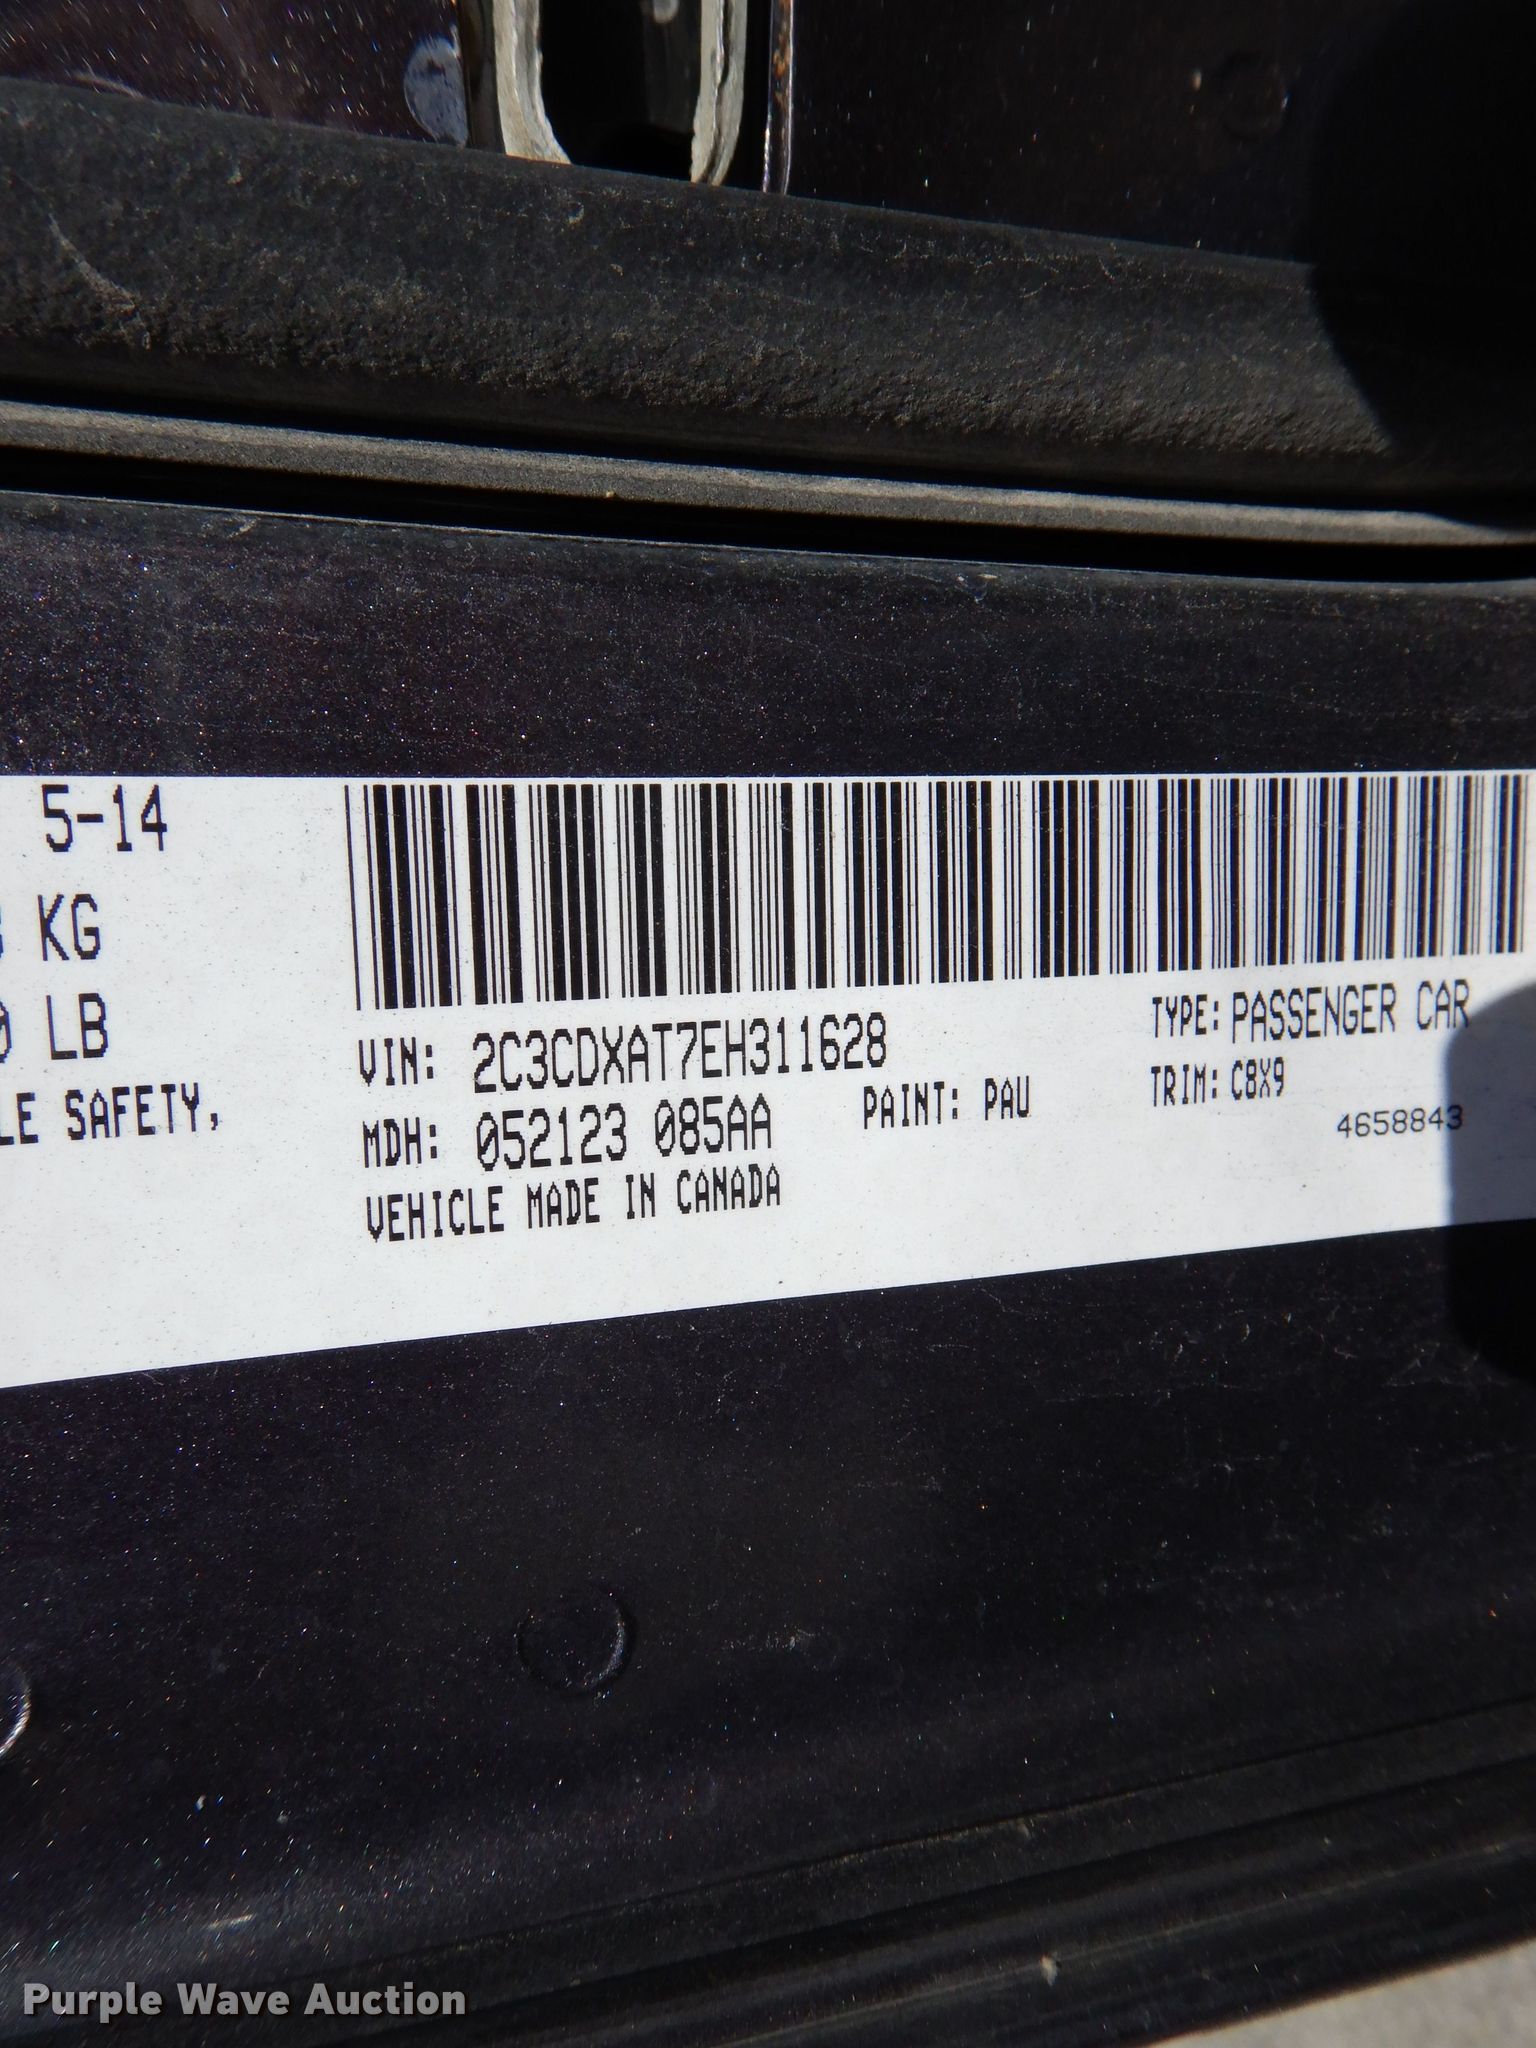 5-14
KG
0 LB
LE SAFETY,
VIN: 2C3CDXAT7EH311628
MDH: 052123 085AA
VEHICLE MADE IN CANADA
PAINT: PAU
TYPE: PASSENGER CAR
TRIM: C8X9
4658843
Purple Wave Auction